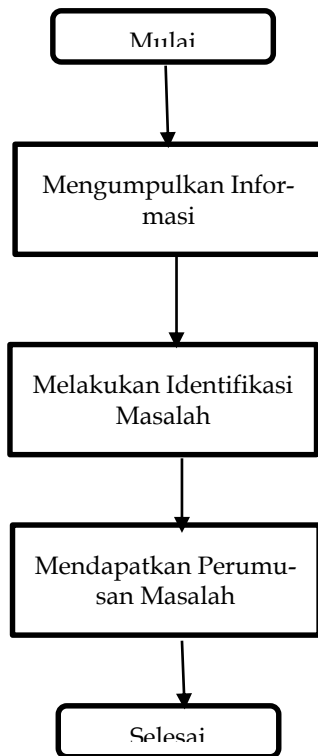 Mulai
Mengumpulkan Infor-
masi
Melakukan Identifikasi
Masalah
Mendapatkan Perumu-
san Masalah
Selesai